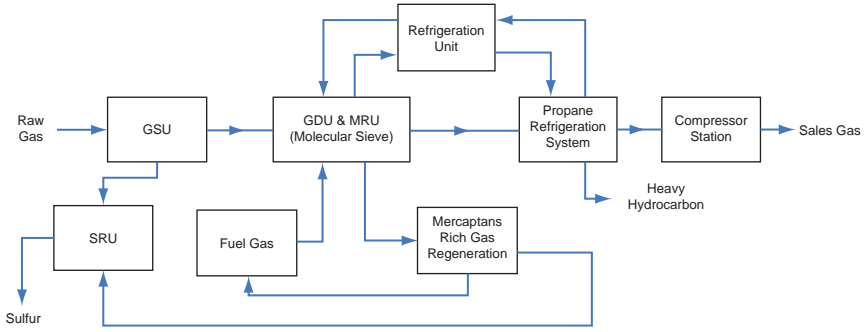 Refrigeration
Unit
Raw
Gas
GSU
GDU & MRU
(Molecular Sieve)
Propane
Refrigeration
System
Compressor
Station
Sales Gas
Heavy
Hydrocarbon
SRU
Fuel Gas
Mercaptans
Rich Gas
Regeneration
Sulfur